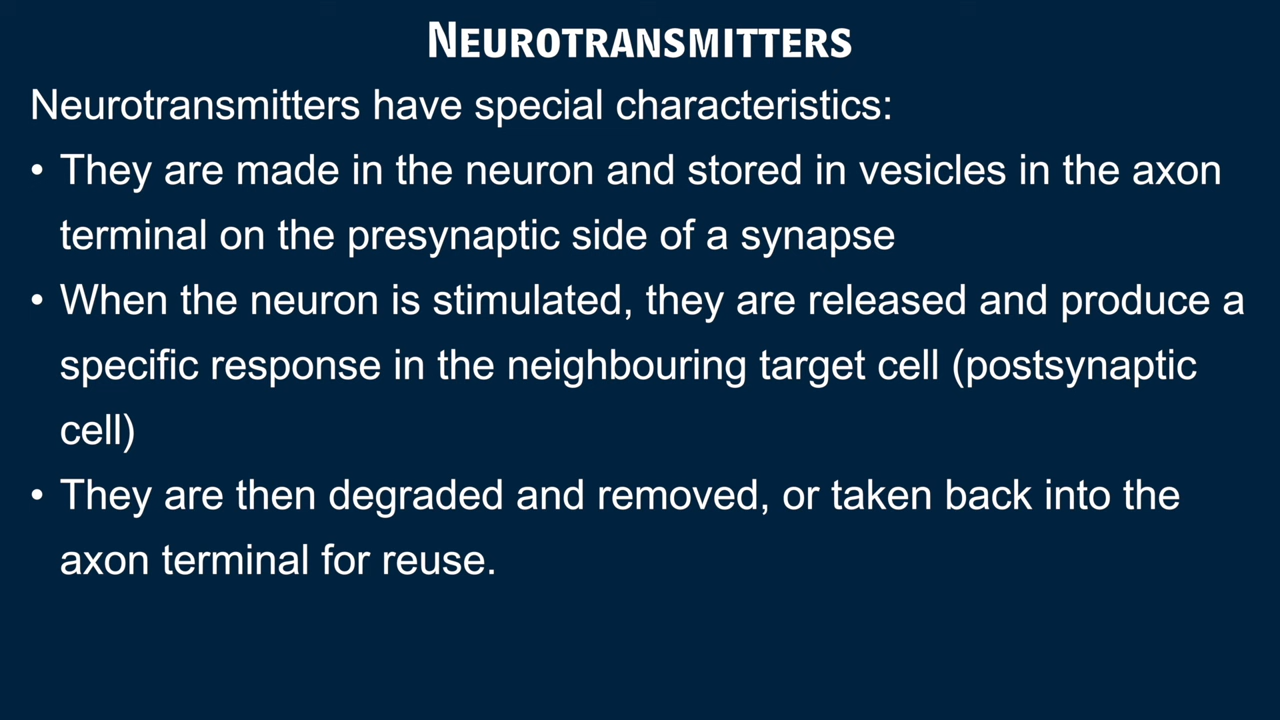 NEUROTRANSMITTERS
Neurotransmitters have special characteristics:
• They are made in the neuron and stored in vesicles in the axon
terminal on the presynaptic side of a synapse
• When the neuron is stimulated, they are released and produce a
specific response in the neighbouring target cell (postsynaptic
cell)
• They are then degraded and removed, or taken back into the
axon terminal for reuse.